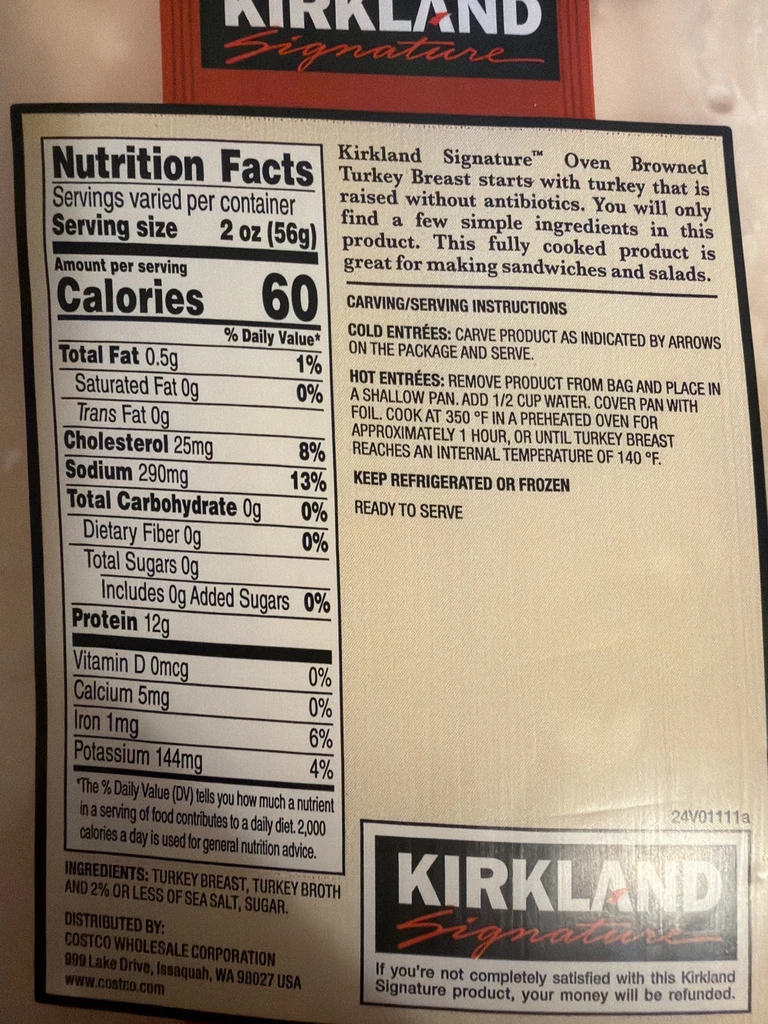 KIRKLAND
Signature
Nutrition Facts
Servings varied per container
Serving size 2 oz (56g)
Amount per serving
Calories 60
% Daily Value*
Total Fat 0.5g 1%
Saturated Fat 0g 0%
Trans Fat 0g
Cholesterol 25mg 8%
Sodium 290mg 13%
Total Carbohydrate 0g 0%
Dietary Fiber 0g 0%
Total Sugars 0g
Includes 0g Added Sugars 0%
Protein 12g
Vitamin D 0mcg 0%
Calcium 5mg 0%
Iron 1mg 6%
Potassium 144mg 4%
*The % Daily Value (DV) tells you how much a nutrient
in a serving of food contributes to a daily diet. 2,000
calories a day is used for general nutrition advice.
INGREDIENTS: TURKEY BREAST, TURKEY BROTH
AND 2% OR LESS OF SEA SALT, SUGAR.
DISTRIBUTED BY:
COSTCO WHOLESALE CORPORATION
999 Lake Drive, Issaquah, WA 98027 USA
www.costco.com
Kirkland Signature™ Oven Browned
Turkey Breast starts with turkey that is
raised without antibiotics. You will only
find a few simple ingredients in this
product. This fully cooked product is
great for making sandwiches and salads.
CARVING/SERVING INSTRUCTIONS
COLD ENTRÉES: CARVE PRODUCT AS INDICATED BY ARROWS
ON THE PACKAGE AND SERVE.
HOT ENTRÉES: REMOVE PRODUCT FROM BAG AND PLACE IN
A SHALLOW PAN. ADD 1/2 CUP WATER. COVER PAN WITH
FOIL. COOK AT 350 °F IN A PREHEATED OVEN FOR
APPROXIMATELY 1 HOUR, OR UNTIL TURKEY BREAST
REACHES AN INTERNAL TEMPERATURE OF 140 °F.
KEEP REFRIGERATED OR FROZEN
READY TO SERVE
24V01111a
KIRKLAND
Signature
If you're not completely satisfied with this Kirkland
Signature product, your money will be refunded.